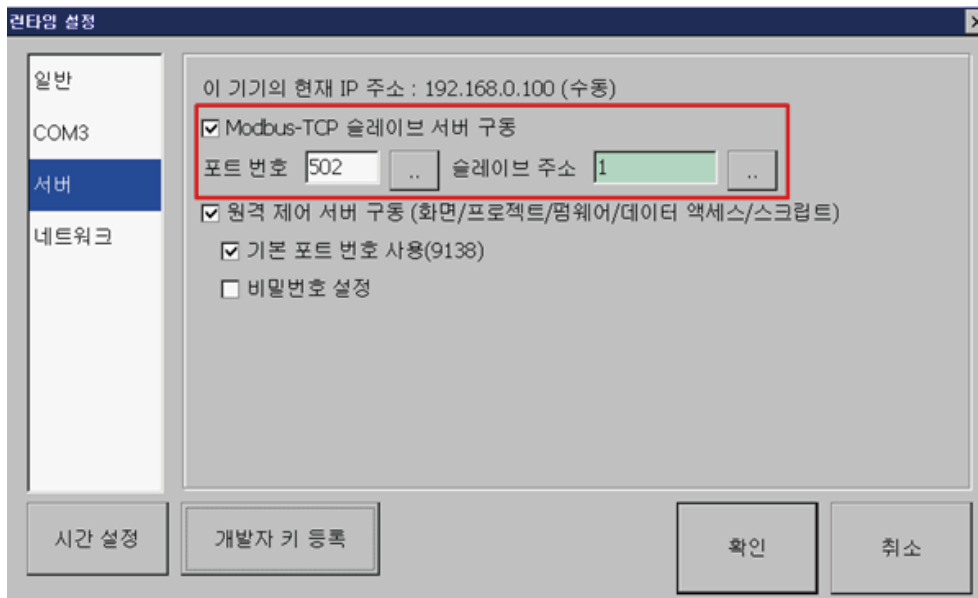 런타임 설정
일반
COM3
서버
네트워크
이 기기의 현재 IP 주소 : 192.168.0.100 (수동)
Modbus-TCP 슬레이브 서버 구동
포트 번호 502 .. 슬레이브 주소 1 ..
원격 제어 서버 구동 (화면/프로젝트/펌웨어/데이터 액세스/스크립트)
기본 포트 번호 사용(9138)
비밀번호 설정
시간 설정 개발자 키 등록 확인 취소